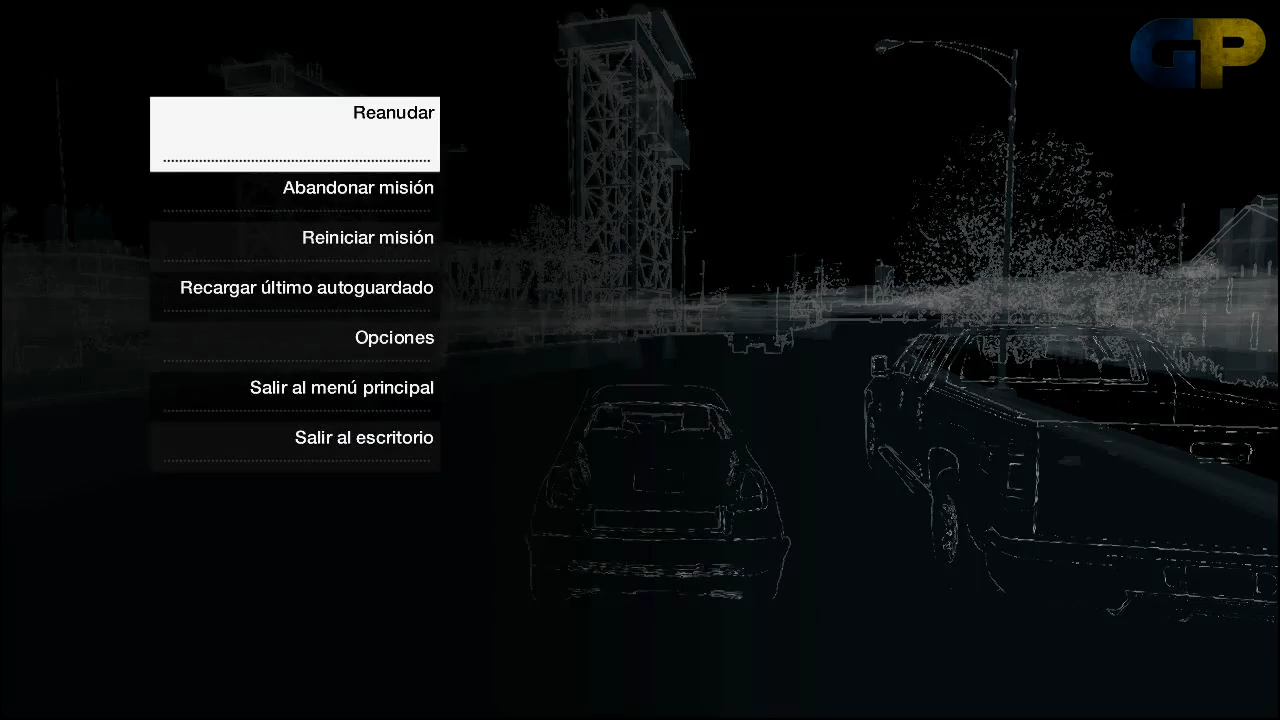 GP
Reanudar
Abandonar misión
Reiniciar misión
Recargar último autoguardado
Opciones
Salir al menú principal
Salir al escritorio